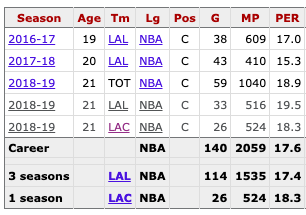 Season Age Tm Lg Pos G MP PER
2016-17 19 LAL NBA C 38 609 17.0
2017-18 20 LAL NBA C 43 410 15.3
2018-19 21 TOT NBA C 59 1040 18.9
2018-19 21 LAL NBA C 33 516 19.5
2018-19 21 LAC NBA C 26 524 18.3
Career NBA 140 2059 17.6
3 seasons LAL NBA 114 1535 17.4
1 season LAC NBA 26 524 18.3